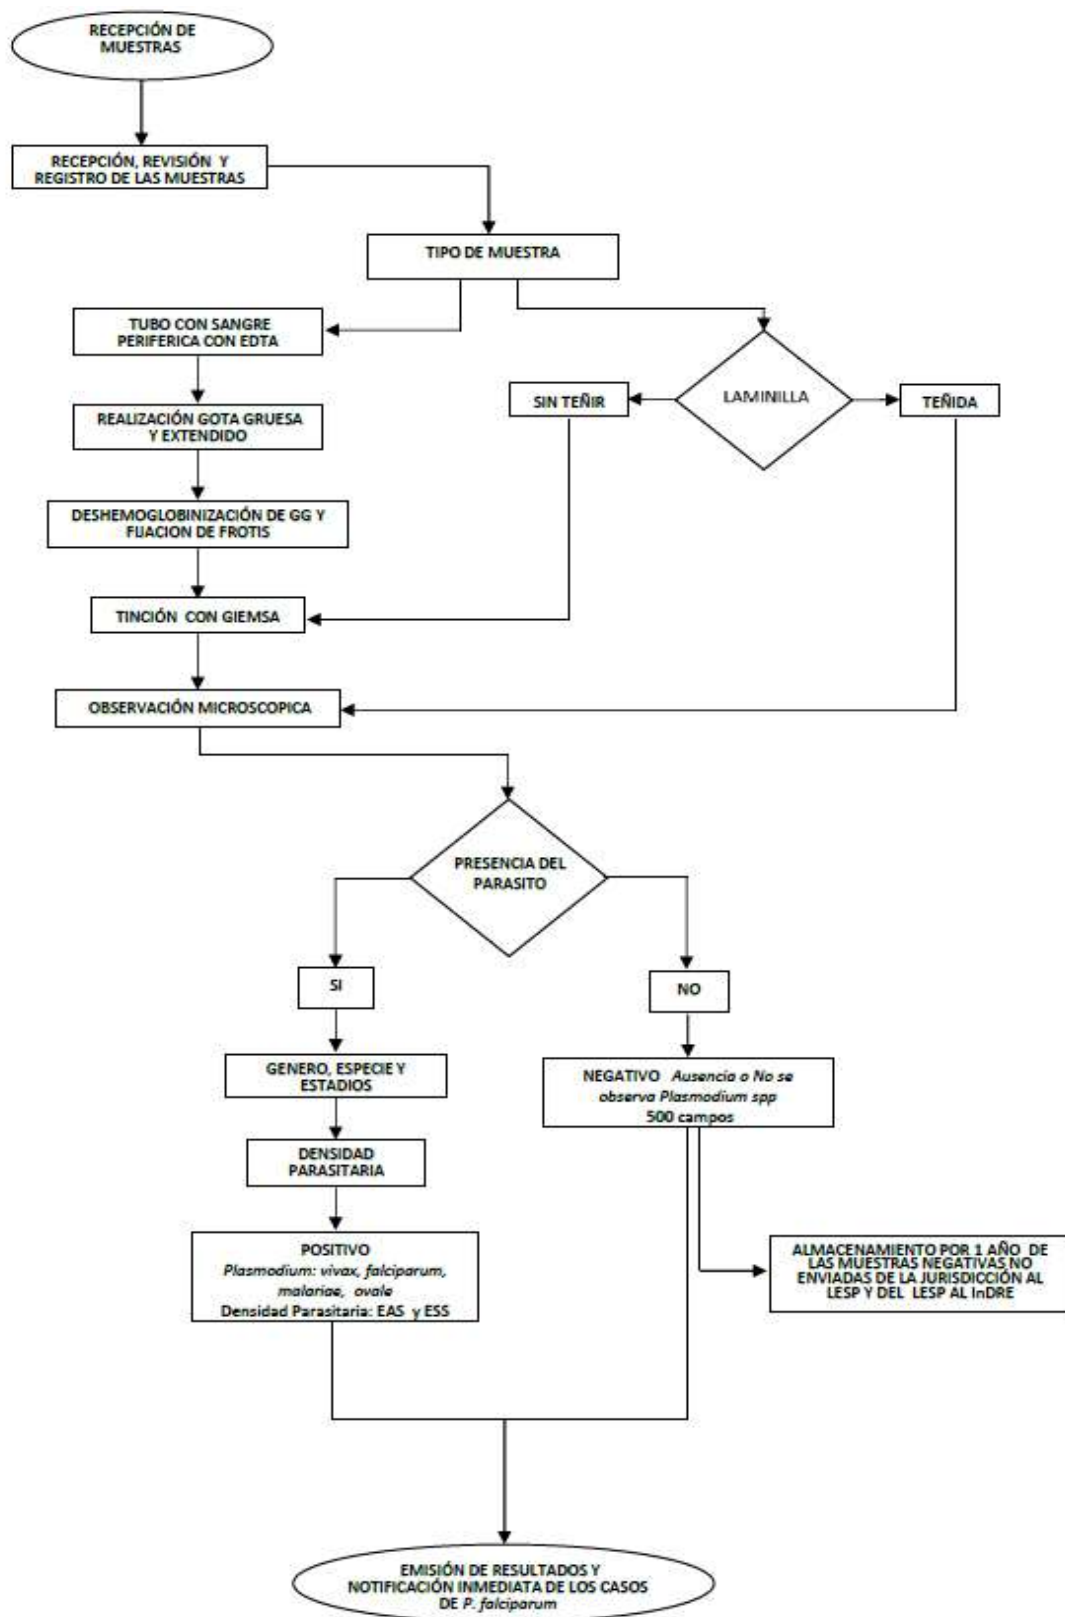 RECEPCIÓN DE
MUESTRAS
RECEPCIÓN, REVISIÓN Y
REGISTRO DE LAS MUESTRAS
TIPO DE MUESTRA
TUBO CON SANGRE
PERIFERICA CON EDTA
LAMINILLA
SIN TEÑIR
TEÑIDA
REALIZACIÓN GOTA GRUESA
Y EXTENDIDO
DESHEMOGLOBINIZACIÓN DE GG Y
FIJACION DE FROTIS
TINCIÓN CON GIEMSA
OBSERVACIÓN MICROSCOPICA
PRESENCIA DEL
PARASITO
SI
NO
GENERO, ESPECIE Y
ESTADIOS
NEGATIVO Ausencia o No se
observa Plasmodium spp
500 campos
DENSIDAD
PARASITARIA
POSITIVO
Plasmodium: vivax, falciparum,
malariae, ovale
Densidad Parasitaria: EAS y ESS
ALMACENAMIENTO POR 1 AÑO DE
LAS MUESTRAS NEGATIVAS NO
ENVIADAS DE LA JURISDICCIÓN AL
LESP Y DEL LESP AL InDRE
EMISIÓN DE RESULTADOS Y
NOTIFICACIÓN INMEDIATA DE LOS CASOS
DE P. falciparum